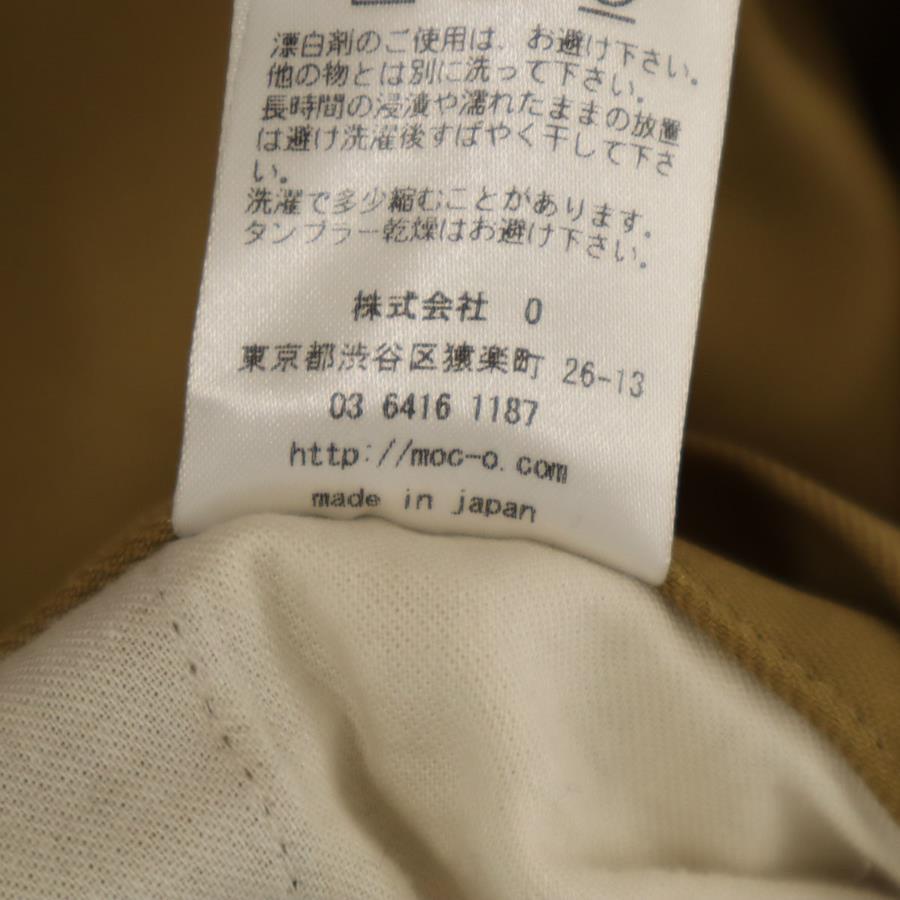 漂白剤のご使用は、お避け下さい。
他の物とは別に洗って下さい。
長時間の浸漬や濡れたままの放置
は避け洗濯後すばやく干して下さ
い。
洗濯で多少縮むことがあります。
タンブラー乾燥はお避け下さい。
株式会社 O
東京都渋谷区猿楽町 26-13
03 6416 1187
http://moc-o.com
made in japan